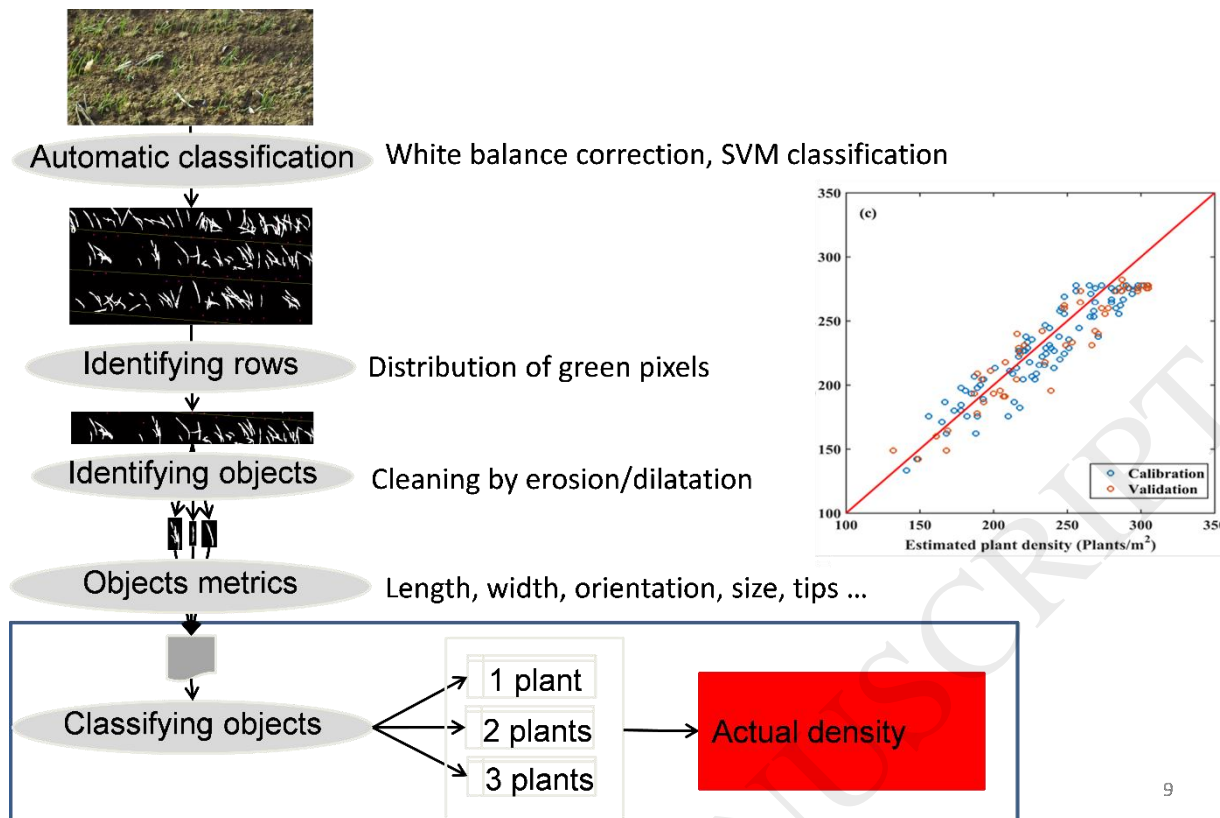 Automatic classification
White balance correction, SVM classification
Identifying rows
Distribution of green pixels
Identifying objects
Cleaning by erosion/dilatation
Objects metrics
Length, width, orientation, size, tips ...
Classifying objects
1 plant
2 plants
3 plants
Actual density
(c)
350
300
250
200
150
100
100
150
200
250
300
350
Calibration
Validation
Estimated plant density (Plants/m²)
NUSCRIPT
9